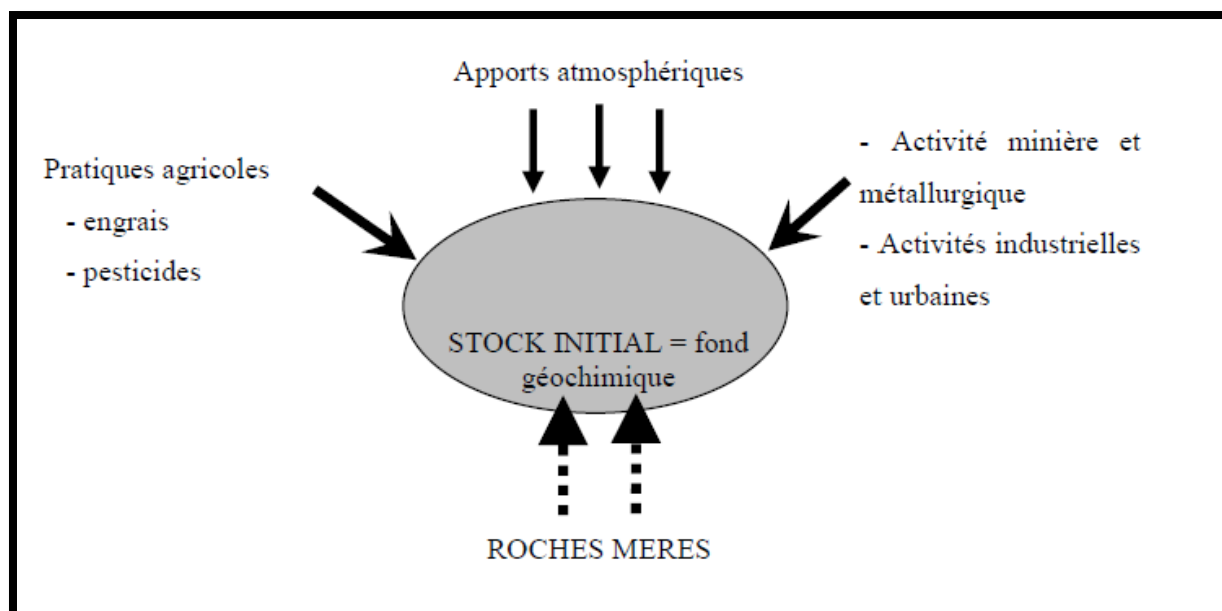 Apports atmosphériques
Pratiques agricoles
- engrais
- pesticides
- Activité minière et
métallurgique
- Activités industrielles
et urbaines
STOCK INITIAL = fond
géochimique
ROCHES MERES